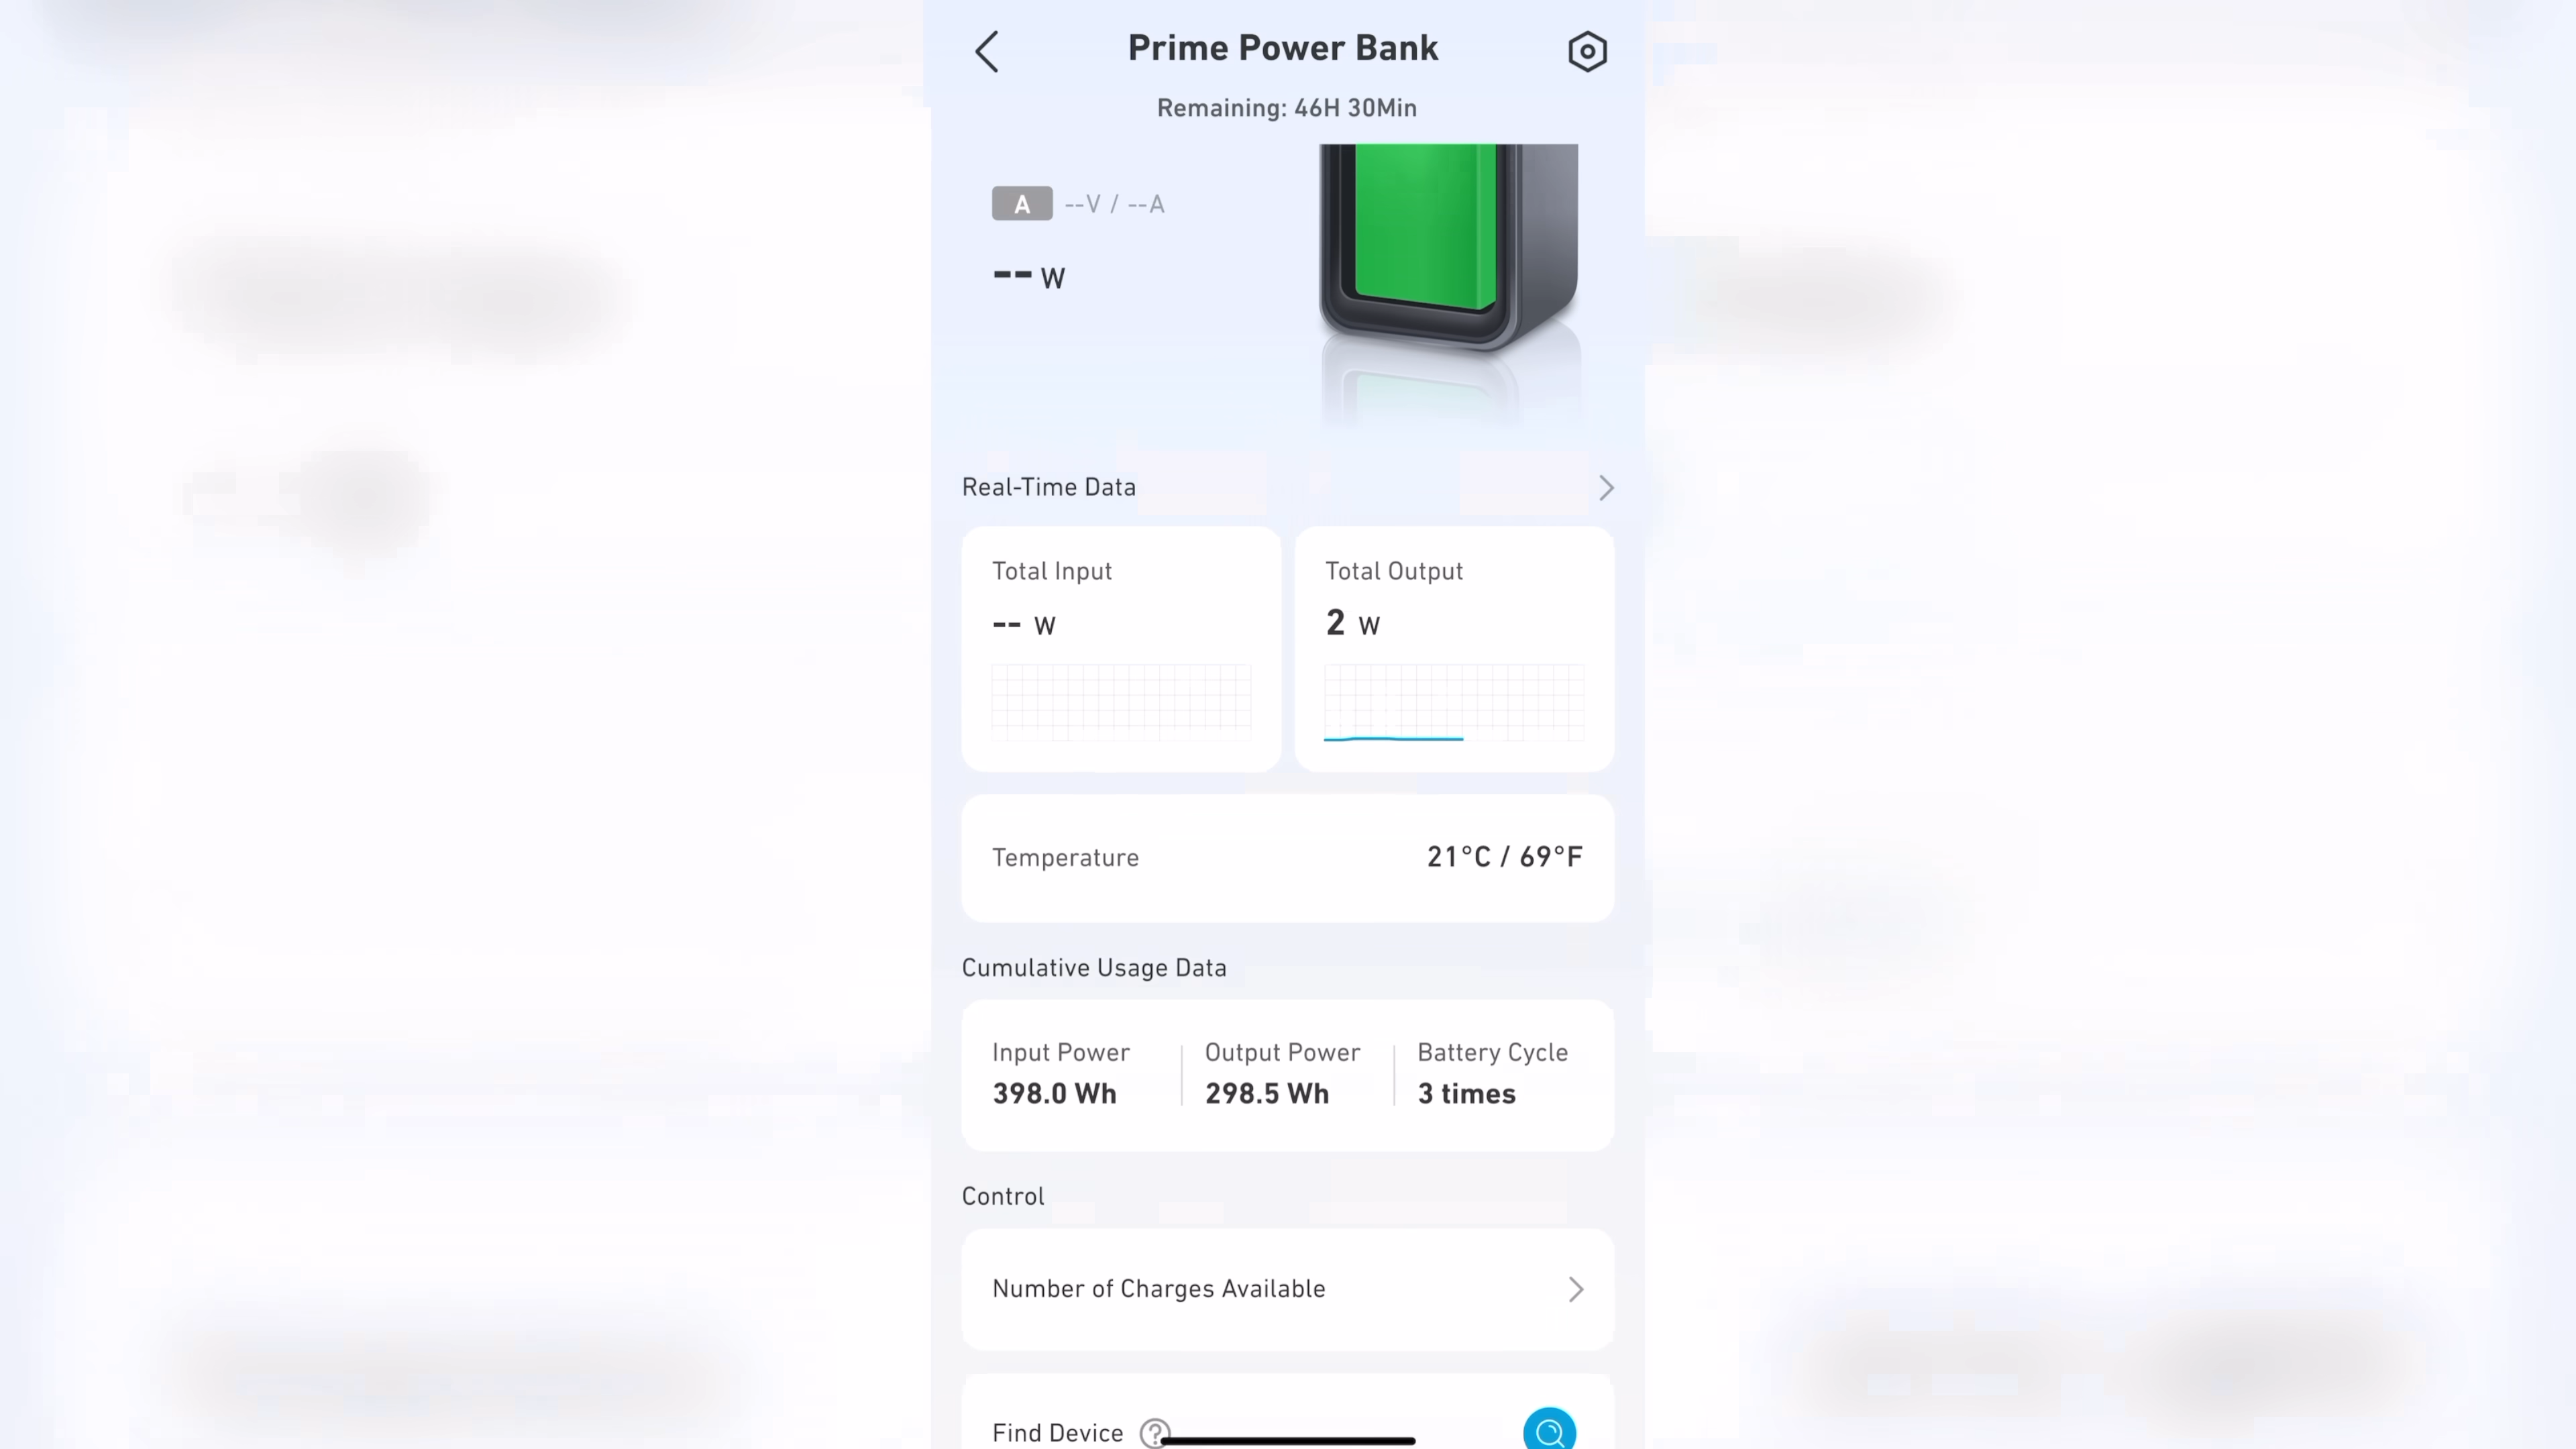 Prime Power Bank
Remaining: 46H 30Min
A --V / --A
-- W
Real-Time Data
Total Input
-- W
Total Output
2 W
Temperature
21°C / 69°F
Cumulative Usage Data
Input Power
398.0 Wh
Output Power
298.5 Wh
Battery Cycle
3 times
Control
Number of Charges Available
Find Device ?